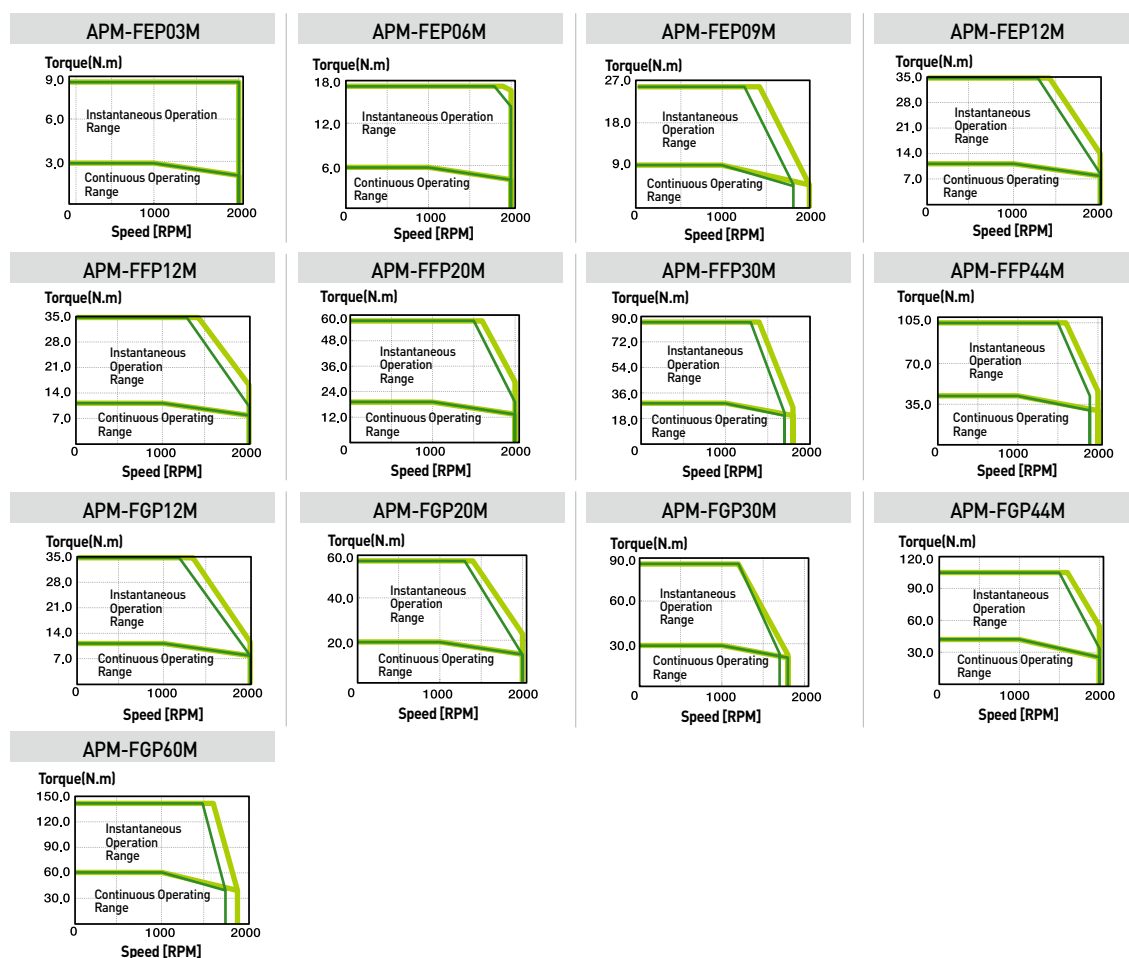 APM-FEP03M
Torque(N.m)
9.0
6.0
3.0
Instantaneous Operation
Range
Continuous Operating
Range
0 1000 2000
Speed [RPM]
APM-FEP06M
Torque(N.m)
18.0
12.0
6.0
Instantaneous Operation
Range
Continuous Operating
Range
0 1000 2000
Speed [RPM]
APM-FEP09M
Torque(N.m)
27.0
18.0
9.0
Instantaneous
Operation
Range
Continuous Operating
Range
0 1000 2000
Speed [RPM]
APM-FEP12M
Torque(N.m)
35.0
28.0
21.0
14.0
7.0
Instantaneous
Operation
Range
Continuous Operating
Range
0 1000 2000
Speed [RPM]
APM-FFP12M
Torque(N.m)
35.0
28.0
21.0
14.0
7.0
Instantaneous
Operation
Range
Continuous Operating
Range
0 1000 2000
Speed [RPM]
APM-FFP20M
Torque(N.m)
60.0
48.0
36.0
24.0
12.0
Instantaneous
Operation
Range
Continuous Operating
Range
0 1000 2000
Speed [RPM]
APM-FFP30M
Torque(N.m)
90.0
72.0
54.0
36.0
18.0
Instantaneous
Operation
Range
Continuous Operating
Range
0 1000 2000
Speed [RPM]
APM-FFP44M
Torque(N.m)
105.0
70.0
35.0
Instantaneous
Operation
Range
Continuous Operating
Range
0 1000 2000
Speed [RPM]
APM-FGP12M
Torque(N.m)
35.0
28.0
21.0
14.0
7.0
Instantaneous
Operation
Range
Continuous Operating
Range
0 1000 2000
Speed [RPM]
APM-FGP20M
Torque(N.m)
60.0
40.0
20.0
Instantaneous
Operation
Range
Continuous Operating
Range
0 1000 2000
Speed [RPM]
APM-FGP30M
Torque(N.m)
90.0
60.0
30.0
Instantaneous
Operation
Range
Continuous Operating
Range
0 1000 2000
Speed [RPM]
APM-FGP44M
Torque(N.m)
120.0
90.0
60.0
30.0
Instantaneous
Operation
Range
Continuous Operating
Range
0 1000 2000
Speed [RPM]
APM-FGP60M
Torque(N.m)
150.0
120.0
90.0
60.0
30.0
Instantaneous
Operation
Range
Continuous Operating
Range
0 1000 2000
Speed [RPM]